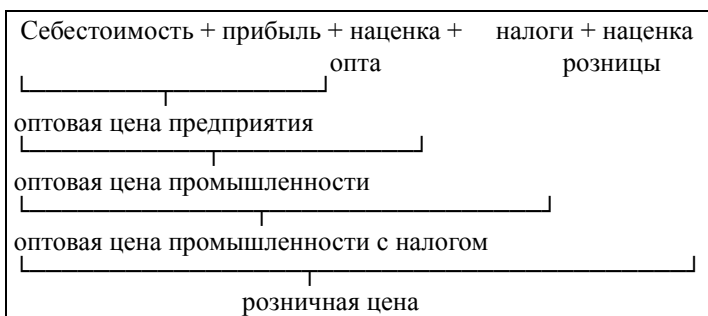 Себестоимость + прибыль + наценка + налоги + наценка
опта розницы
оптовая цена предприятия
оптовая цена промышленности
оптовая цена промышленности с налогом
розничная цена